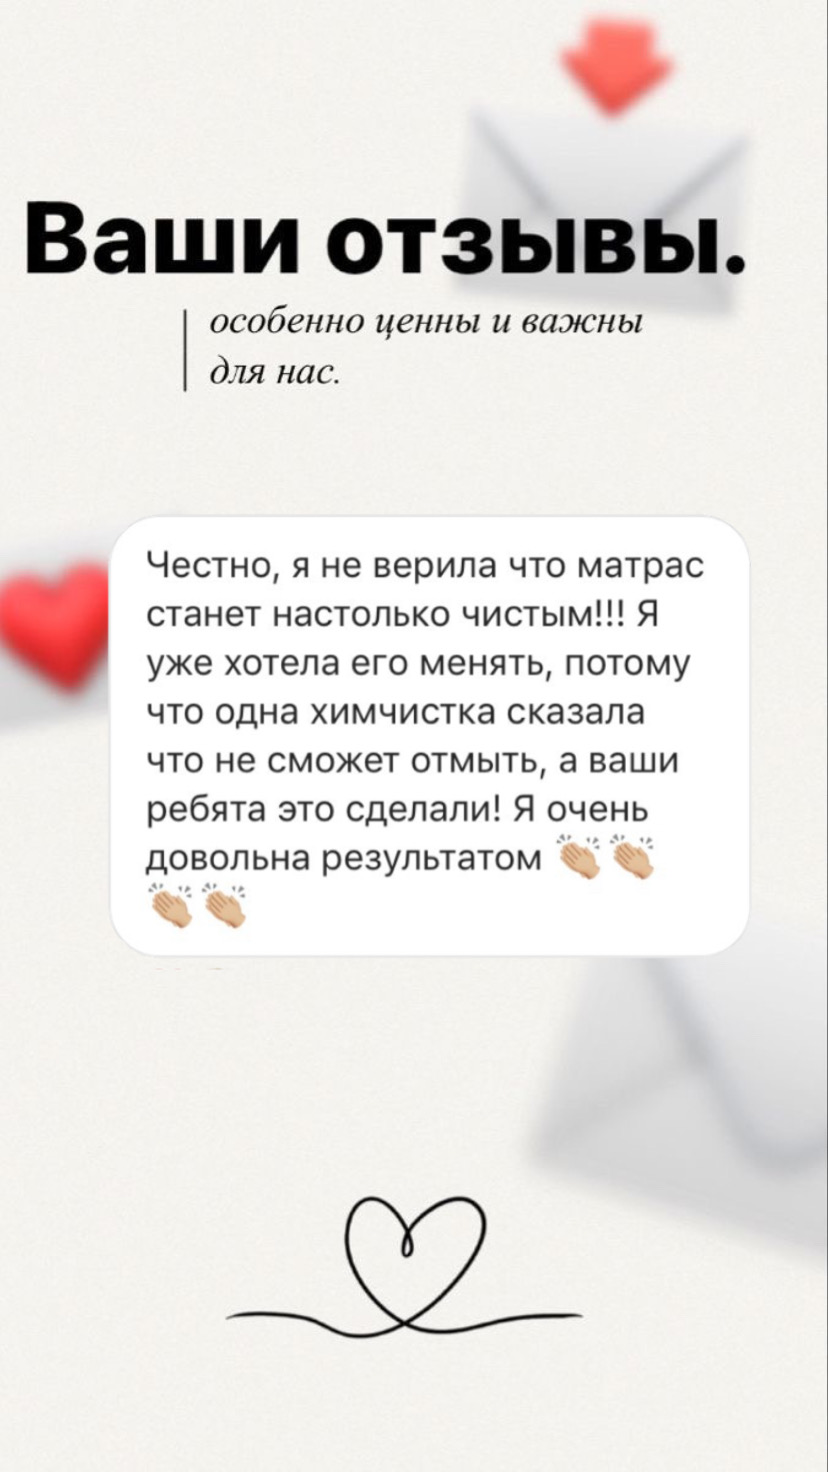 Ваши отзывы.
особенно ценны и важны
для нас.
Честно, я не верила что матрас
станет настолько чистым!!! Я
уже хотела его менять, потому
что одна химчистка сказала
что не сможет отмыть, а ваши
ребята это сделали! Я очень
довольна результатом 👏🏼👏🏼
👏🏼👏🏼